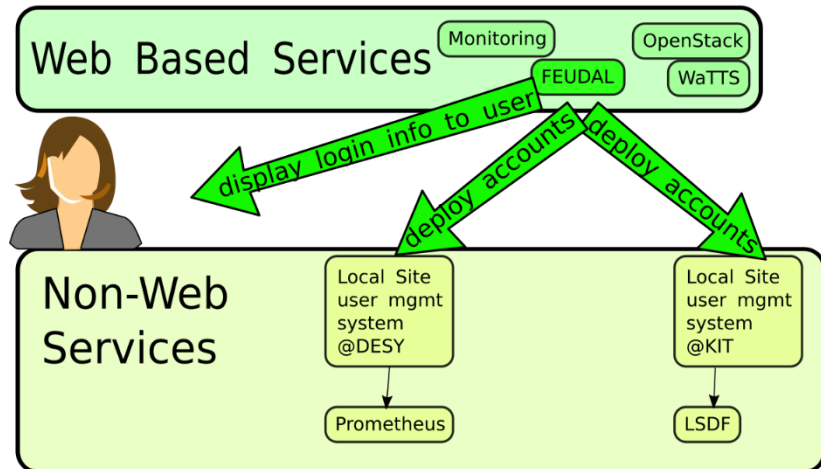 Web Based Services
Monitoring
OpenStack
FEUDAL
WaTTS
display login info to user
deploy accounts
deploy accounts
Non-Web
Services
Local Site
user mgmt
system
@DESY
Local Site
user mgmt
system
@KIT
Prometheus
LSDF